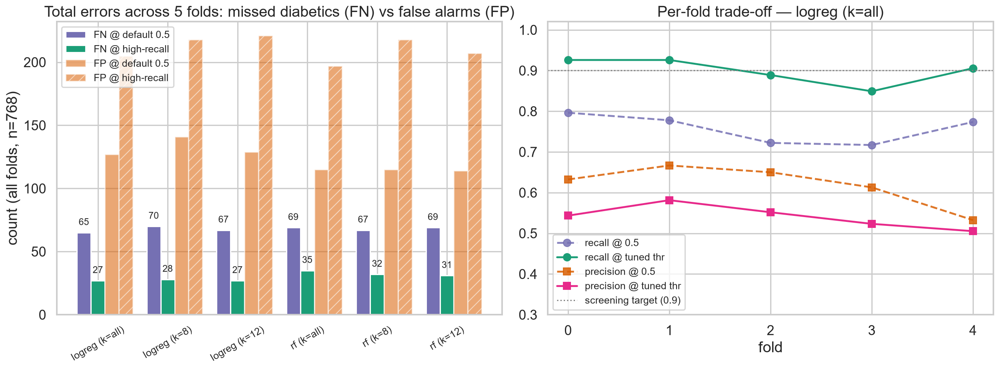 Total errors across 5 folds: missed diabetics (FN) vs false alarms (FP)
FN @ default 0.5
FN @ high-recall
FP @ default 0.5
FP @ high-recall
count (all folds, n=768)
200
150
100
50
0
65
27
70
28
67
27
69
35
67
32
69
31
logreg (k=all)
logreg (k=8)
logreg (k=12)
rf (k=all)
rf (k=8)
rf (k=12)
Per-fold trade-off — logreg (k=all)
1.0
0.9
0.8
0.7
0.6
0.5
0.4
0.3
recall @ 0.5
recall @ tuned thr
precision @ 0.5
precision @ tuned thr
screening target (0.9)
0
1
2
3
4
fold